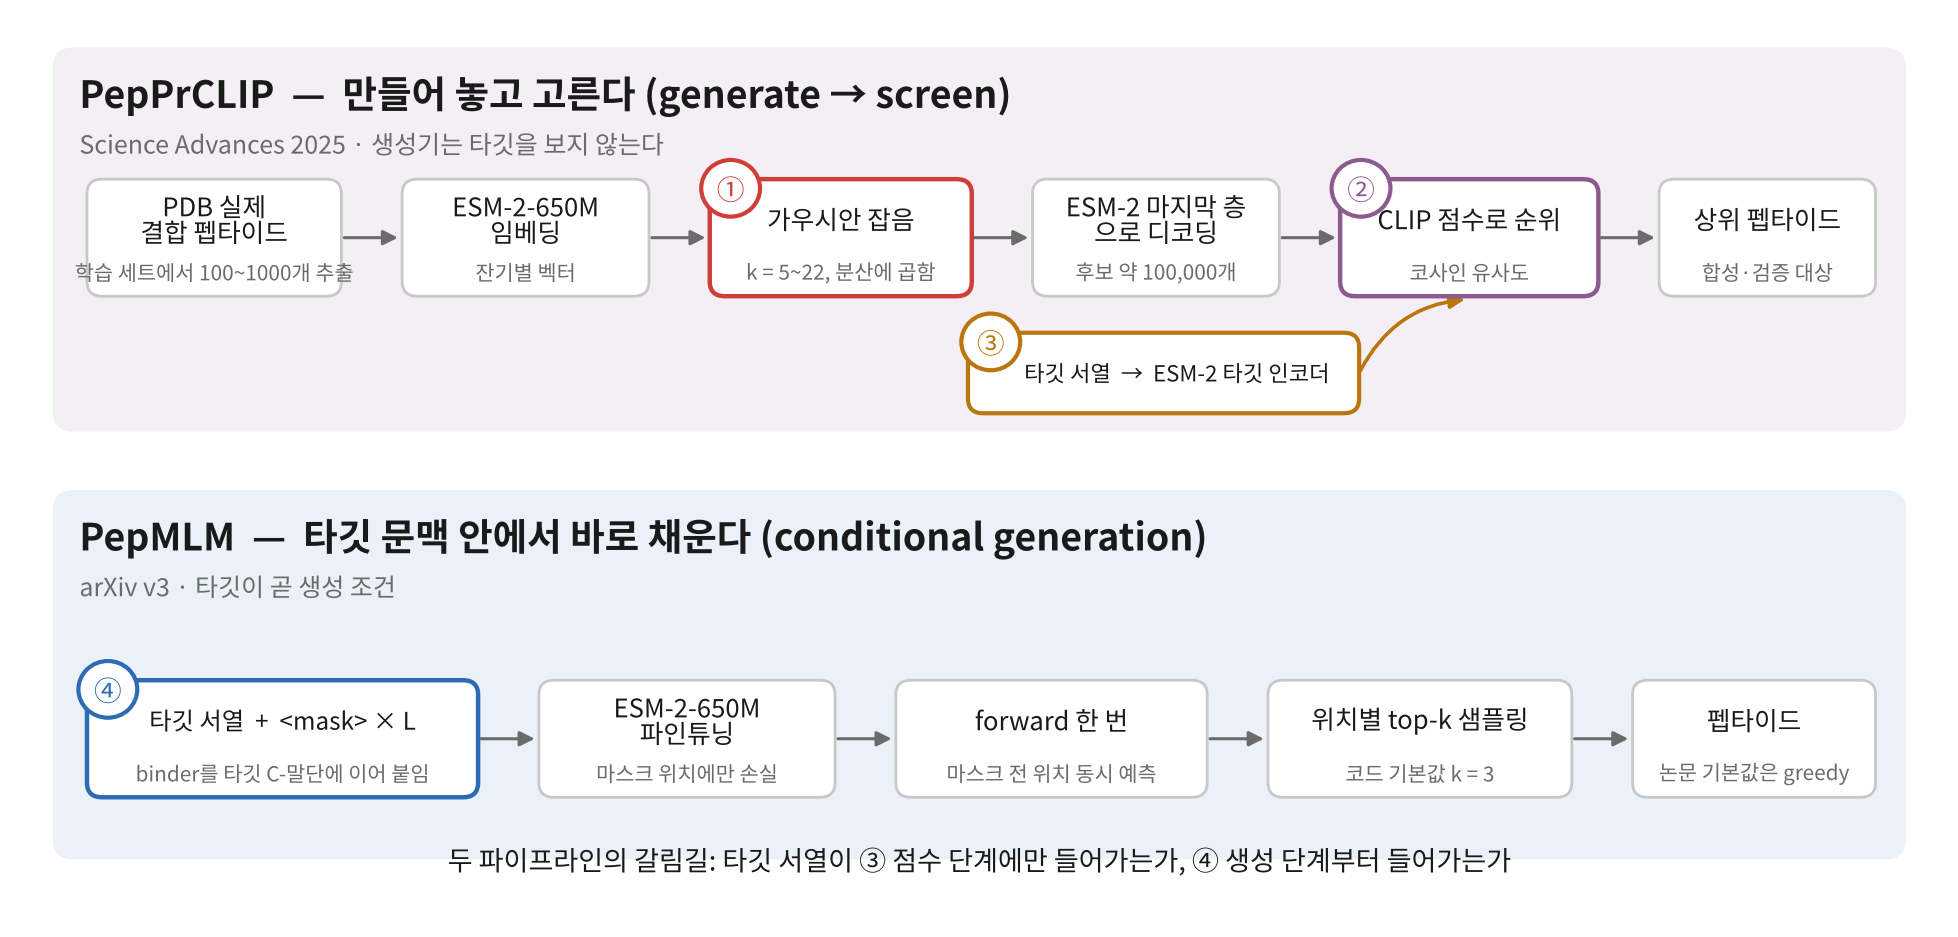 PepPrCLIP — 만들어 놓고 고른다 (generate → screen)
Science Advances 2025 · 생성기는 타깃을 보지 않는다
PDB 실제
결합 펩타이드
학습 세트에서 100~1000개 추출
ESM-2-650M
임베딩
잔기별 벡터
①
가우시안 잡음
k = 5~22, 분산에 곱함
ESM-2 마지막 층
으로 디코딩
후보 약 100,000개
②
CLIP 점수로 순위
코사인 유사도
상위 펩타이드
합성·검증 대상
③
타깃 서열 → ESM-2 타깃 인코더
PepMLM — 타깃 문맥 안에서 바로 채운다 (conditional generation)
arXiv v3 · 타깃이 곧 생성 조건
④
타깃 서열 + <mask> × L
binder를 타깃 C-말단에 이어 붙임
ESM-2-650M
파인튜닝
마스크 위치에만 손실
forward 한 번
마스크 전 위치 동시 예측
위치별 top-k 샘플링
코드 기본값 k = 3
펩타이드
논문 기본값은 greedy
두 파이프라인의 갈림길: 타깃 서열이 ③ 점수 단계에만 들어가는가, ④ 생성 단계부터 들어가는가